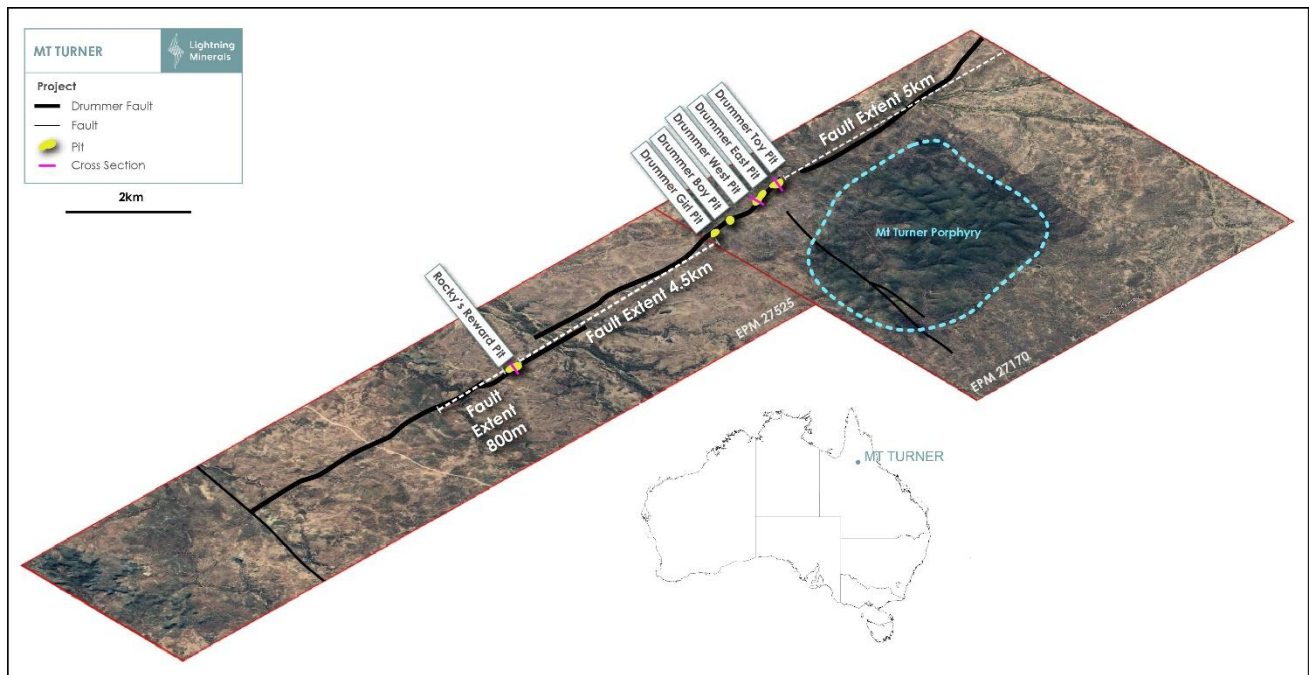 MT TURNER
Lightning
Minerals
Project
Drummer Fault
Fault
Pit
Cross Section
2km
Drummer Toy Pit
Drummer East Pit
Drummer West Pit
Drummer Boy Pit
Drummer Girl Pit
Fault Extent 5km
Mt Turner Porphyry
Rocky's Reward Pit
Fault Extent 4.5km
EPM 27525
EPM 27170
Fault
Extent
800m
MT TURNER